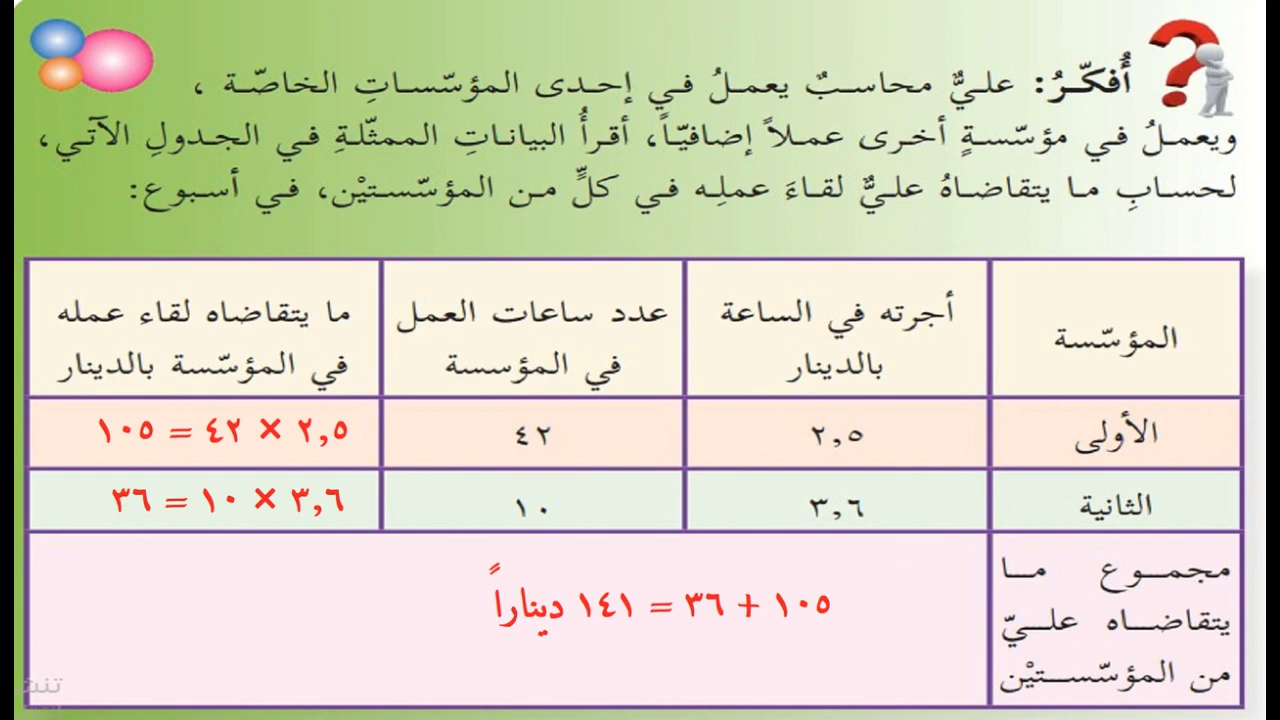 أُفكّرُ: عليٌّ محاسبٌ يعملُ في إحدى المؤسّساتِ الخاصّة ،
ويعملُ في مؤسّسةٍ أخرى عملاً إضافيّاً، أقرأُ البياناتِ الممثّلةِ في الجدولِ الآتي،
لحسابِ ما يتقاضاهُ عليٌّ لقاءَ عملِه في كلٍّ من المؤسّستيْن، في أسبوع:
المؤسّسة
أجرته في الساعة
بالدينار
عدد ساعات العمل
في المؤسسة
ما يتقاضاه لقاء عمله
في المؤسّسة بالدينار
الأولى
٢,٥
٤٢
٢,٥ × ٤٢ = ١٠٥
الثانية
٣,٦
١٠
٣,٦ × ١٠ = ٣٦
مجموع ما
يتقاضاه عليّ
من المؤسّستيْن
١٠٥ + ٣٦ = ١٤١ ديناراً